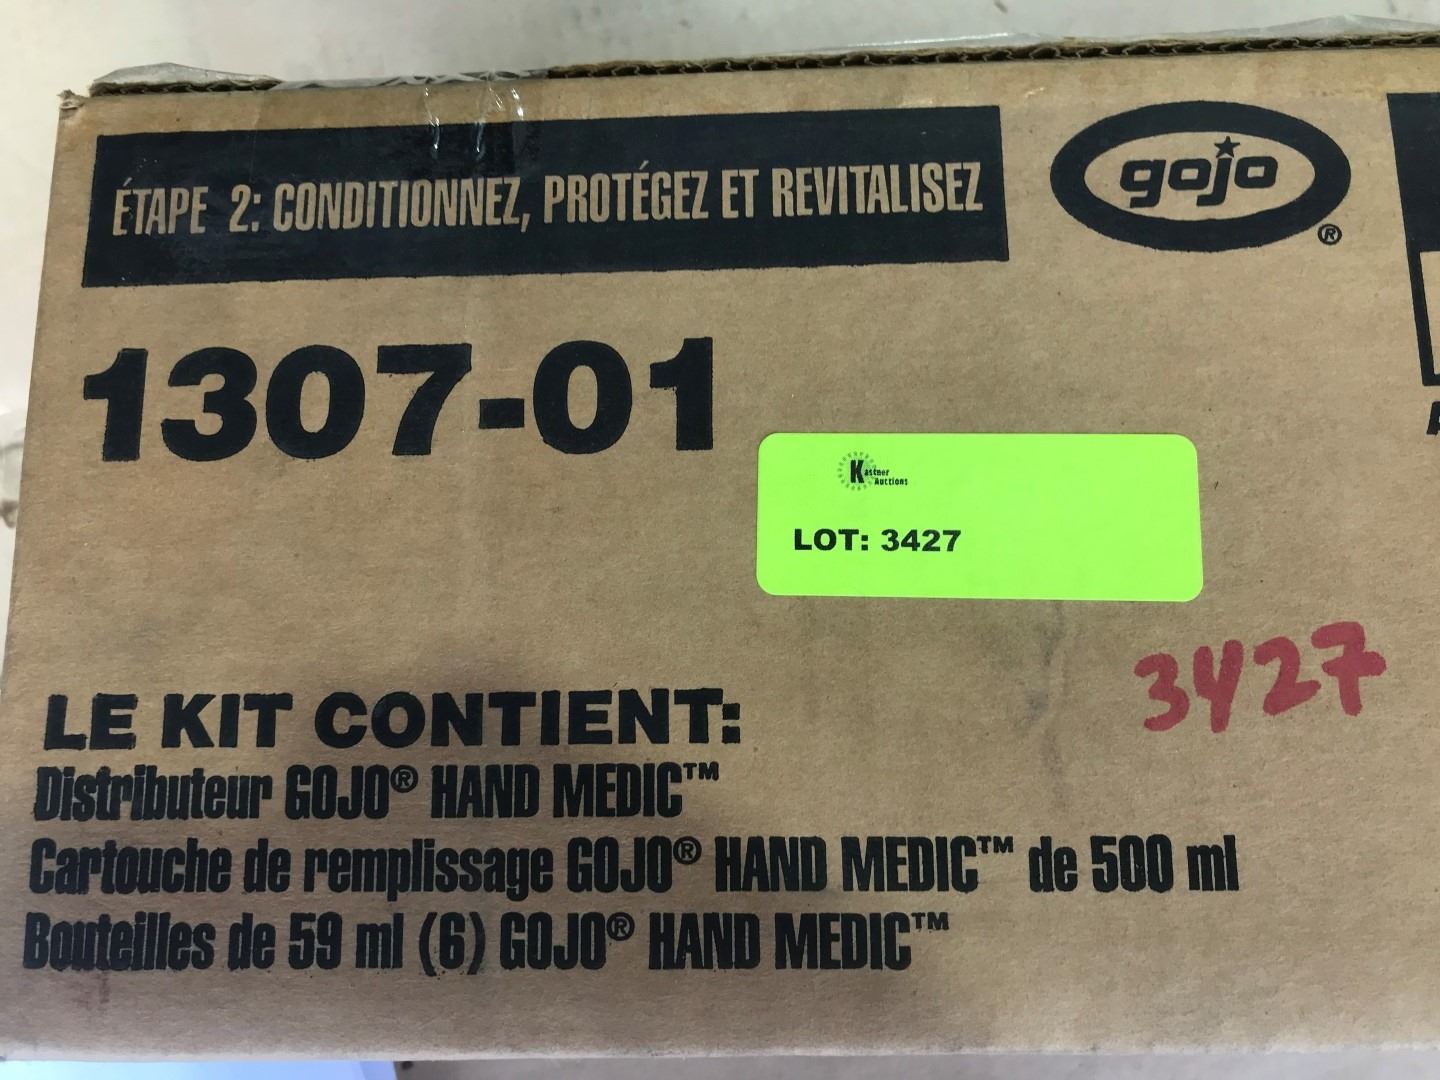 ÉTAPE 2: CONDITIONNEZ, PROTÉGEZ ET REVITALISEZ
gojo
®
1307-01
Kastner
Auctions
LOT: 3427
3427
LE KIT CONTIENT:
Distributeur GOJO® HAND MEDIC™
Cartouche de remplissage GOJO® HAND MEDIC™ de 500 ml
Bouteilles de 59 ml (6) GOJO® HAND MEDIC™